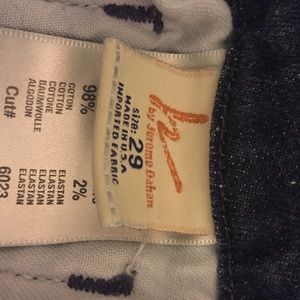 by Jerome Dahan
Size: 29
MADE IN U.S.A
IMPORTED FABRIC
98%
COTTON
COTTON
COTONE
BAUMWOLLE
ALGODON
Cut#
2%
ELASTAN
ELASTAN
ELASTAN
ELASTAN
6023